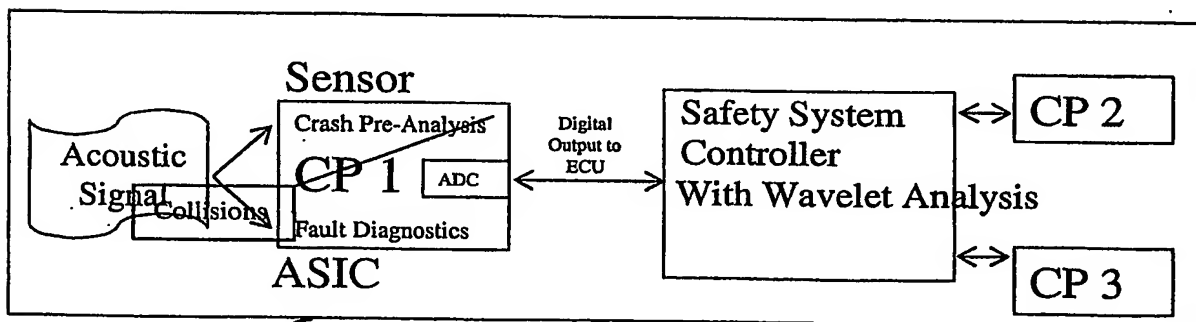 Sensor
Crash Pre-Analysis
Acoustic
Signal
Collisions
CP 1
ADC
Fault Diagnostics
ASIC
Digital
Output to
ECU
Safety System
Controller
With Wavelet Analysis
CP 2
CP 3